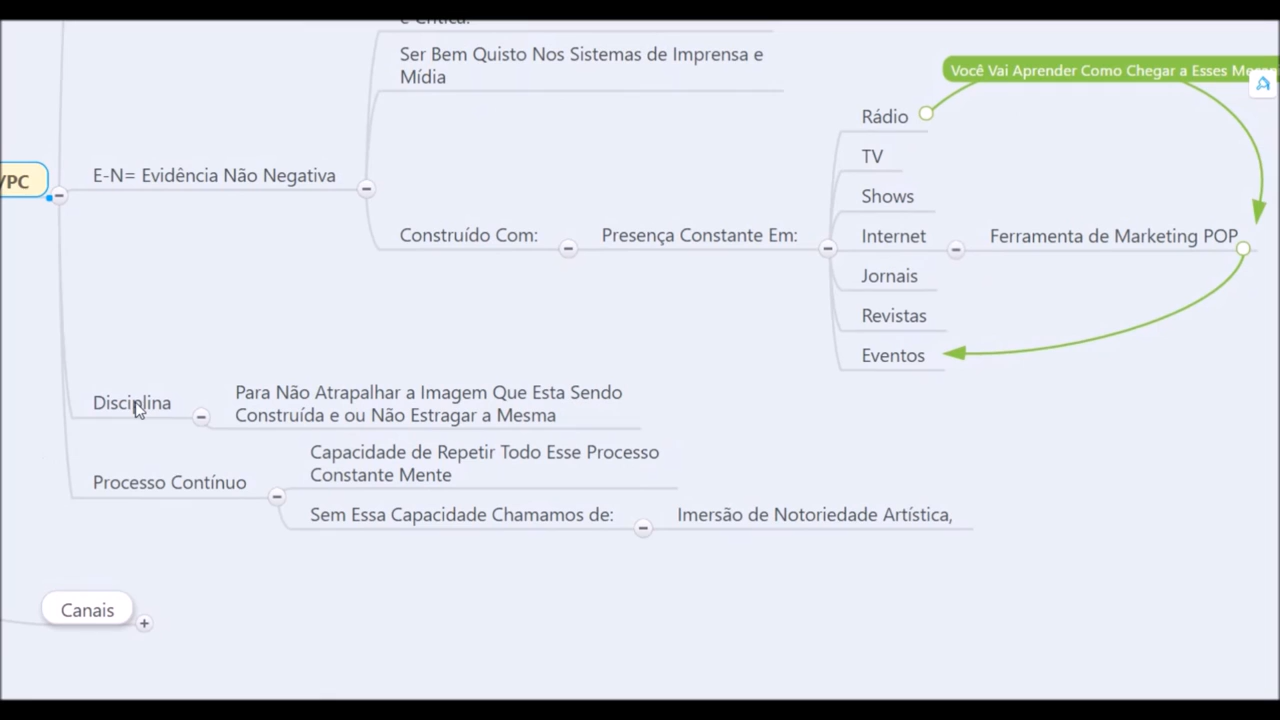 e Crítica.
Ser Bem Quisto Nos Sistemas de Imprensa e
Mídia
Você Vai Aprender Como Chegar a Esses
Rádio
TV
/PC
E-N= Evidência Não Negativa
Shows
Construído Com:
Presença Constante Em:
Internet
Ferramenta de Marketing POP
Jornais
Revistas
Eventos
Disciplina
Para Não Atrapalhar a Imagem Que Esta Sendo
Construída e ou Não Estragar a Mesma
Processo Contínuo
Capacidade de Repetir Todo Esse Processo
Constante Mente
Sem Essa Capacidade Chamamos de:
Imersão de Notoriedade Artística,
Canais